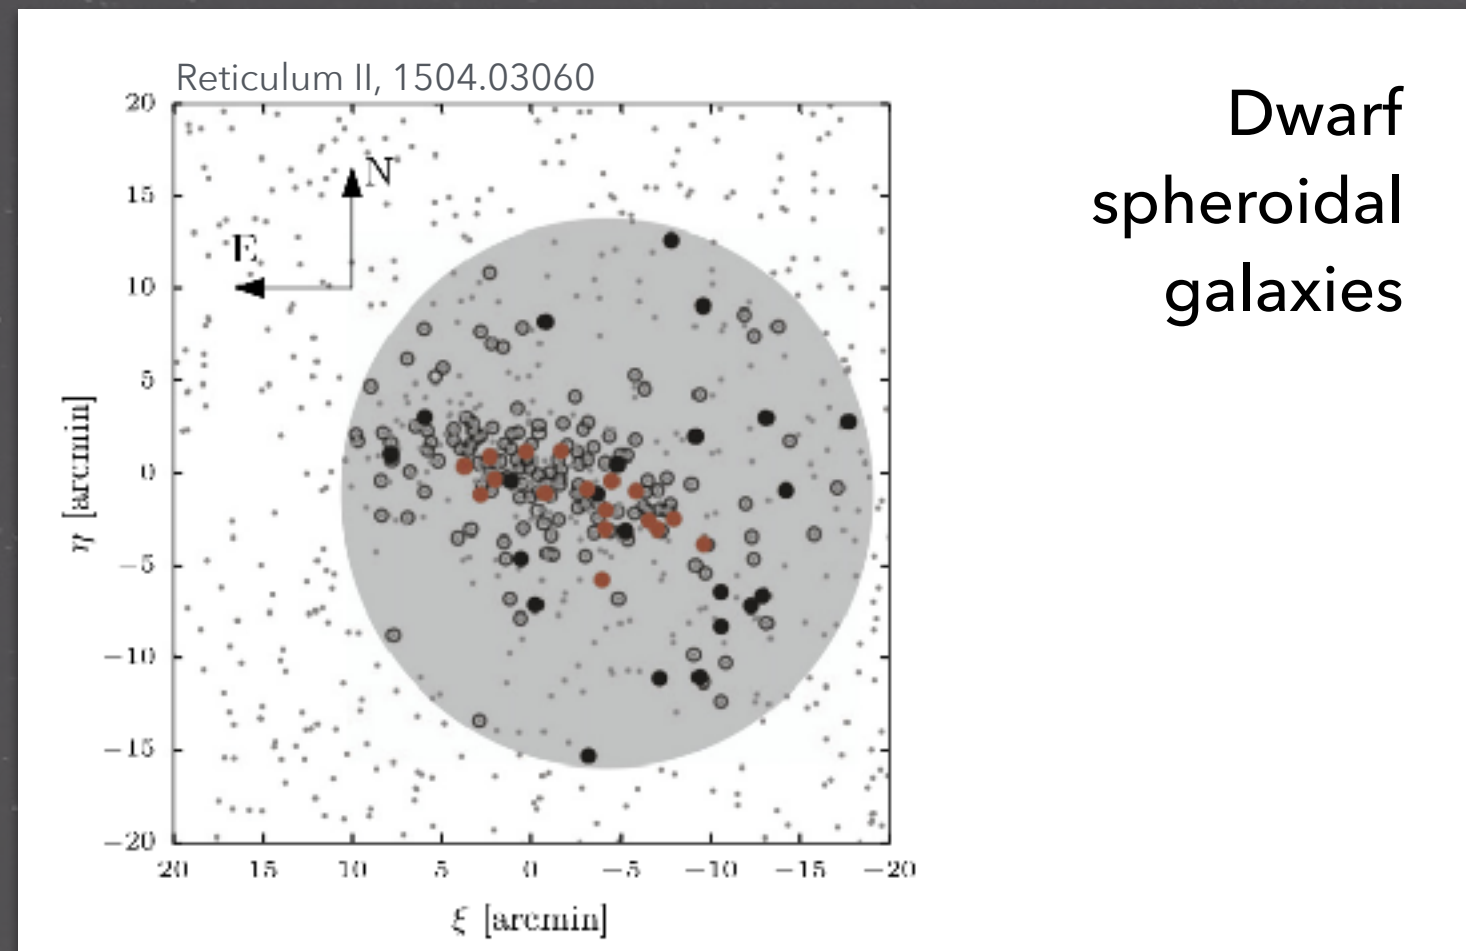 Reticulum II, 1504.03060
Dwarf
spheroidal
galaxies
20
15
10
5
0
−5
−10
−15
−20
η [arcmin]
N
E
20 15 10 5 0 −5 −10 −15 −20
ξ [arcmin]